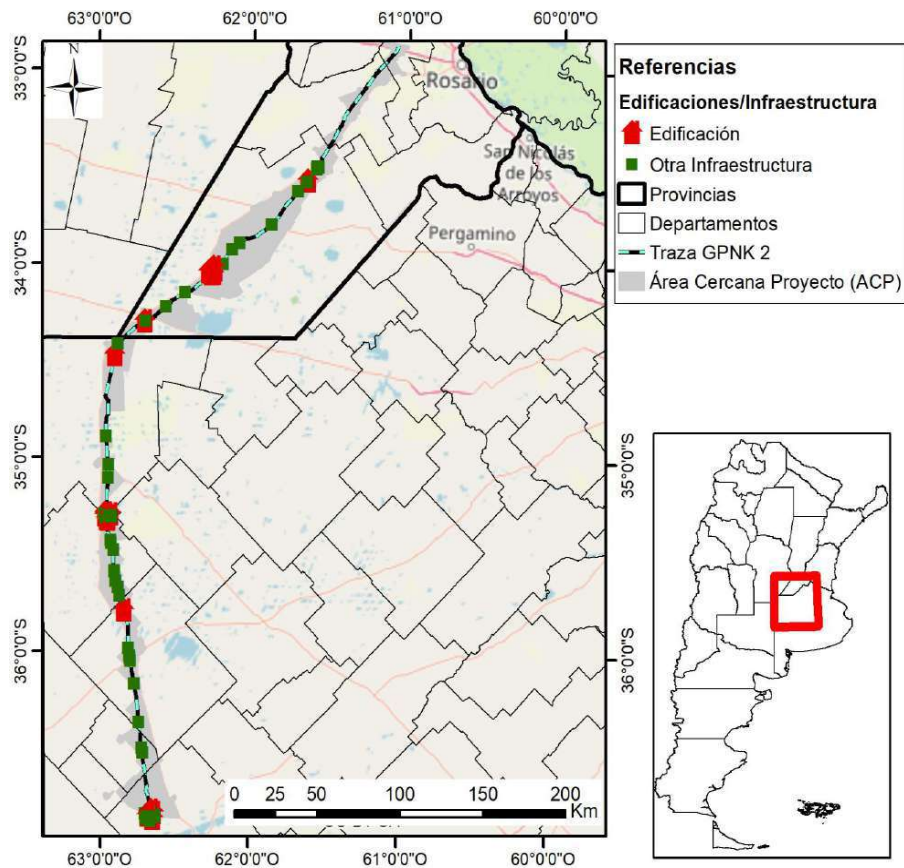 63°0'0"O 62°0'0"O 61°0'0"O 60°0'0"O
N
33°0'0"S
34°0'0"S
35°0'0"S
36°0'0"S
Rosario
San Nicolás
de los
Arroyos
Pergamino
35°0'0"S
36°0'0"S
0 25 50 100 150 200
Km
63°0'0"O 62°0'0"O 61°0'0"O 60°0'0"O
Referencias
Edificaciones/Infraestructura
Edificación
Otra Infraestructura
Provincias
Departamentos
Traza GPNK 2
Área Cercana Proyecto (ACP)